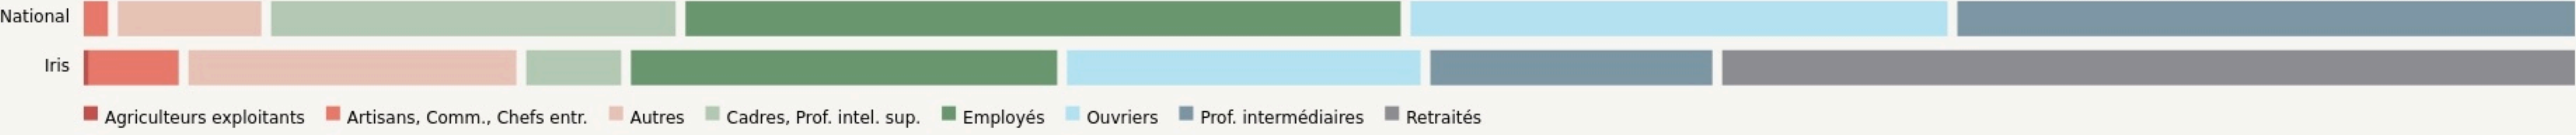 National
Iris
Agriculteurs exploitants Artisans, Comm., Chefs entr. Autres Cadres, Prof. intel. sup. Employés Ouvriers Prof. intermédiaires Retraités